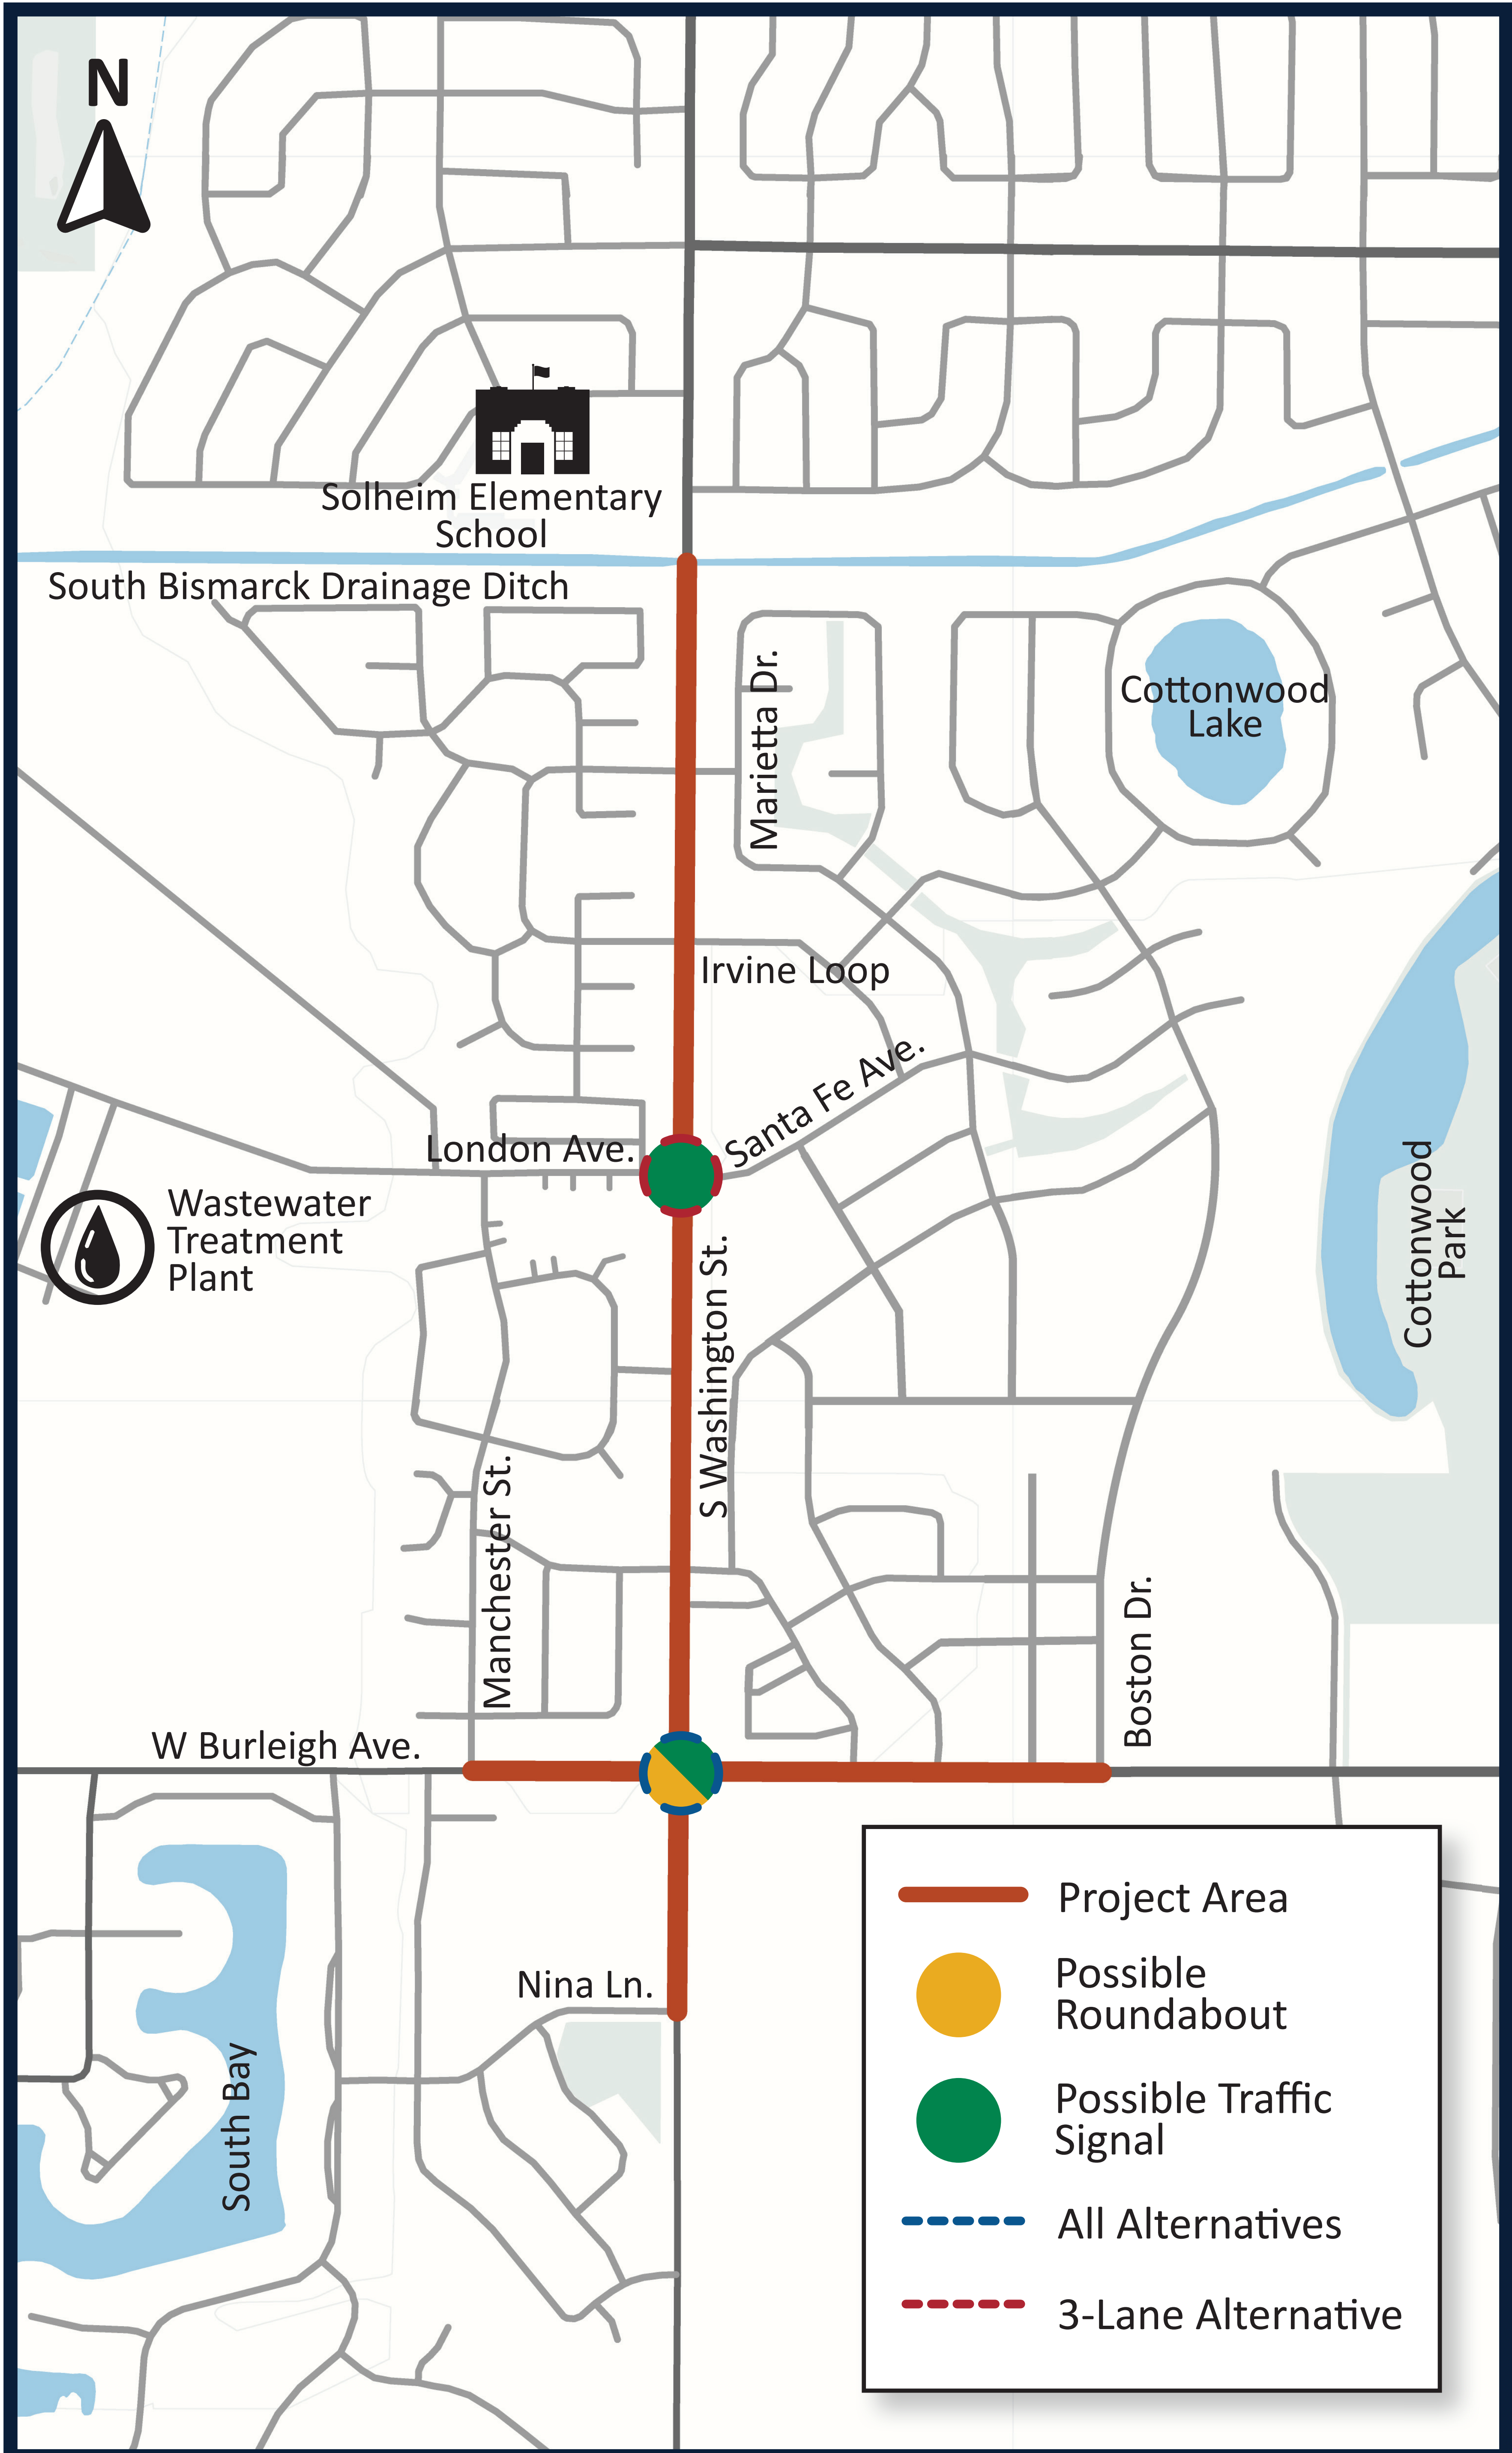 N
Solheim Elementary
School
South Bismarck Drainage Ditch
Marietta Dr.
Cottonwood
Lake
Irvine Loop
Santa Fe Ave.
London Ave.
Wastewater
Treatment
Plant
Cottonwood
Park
S Washington St.
Manchester St.
Boston Dr.
W Burleigh Ave.
Nina Ln.
South Bay
Project Area
Possible
Roundabout
Possible Traffic
Signal
All Alternatives
3-Lane Alternative